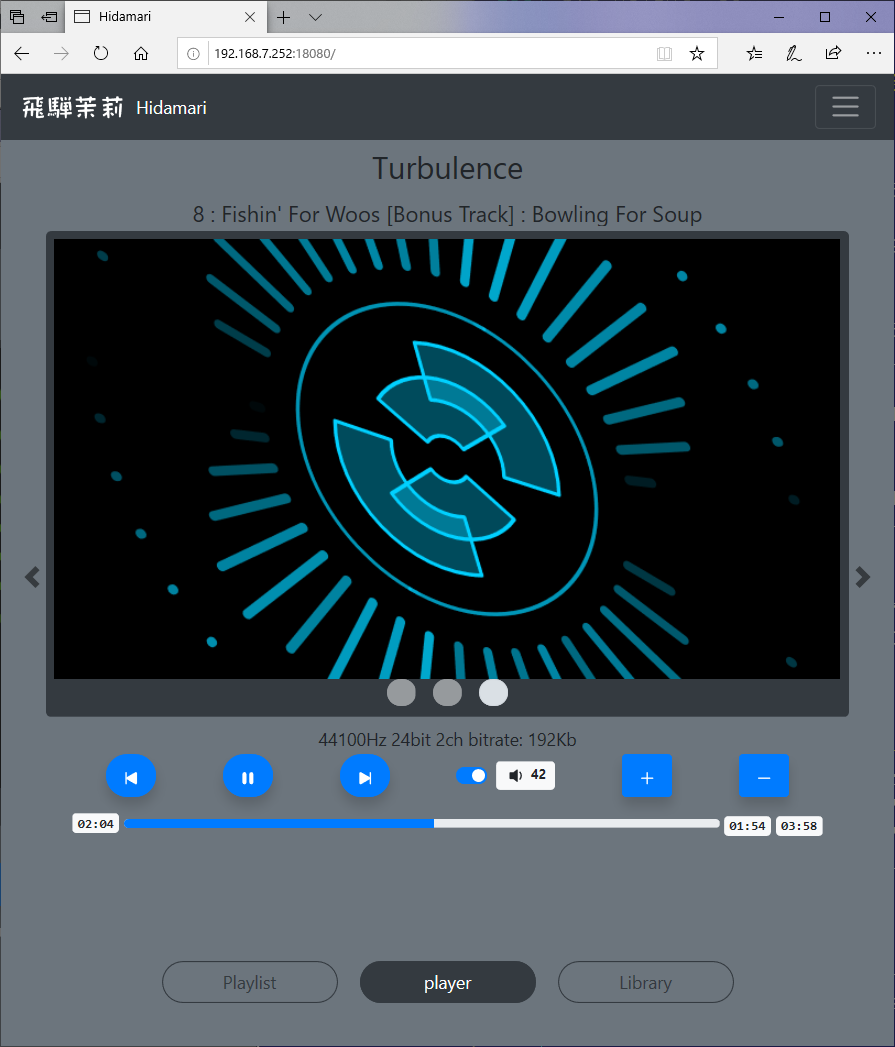 Hidamari
192.168.7.252:18080/
飛騨茉莉 Hidamari
Turbulence
8 : Fishin' For Woos [Bonus Track] : Bowling For Soup
44100Hz 24bit 2ch bitrate: 192Kb
42
02:04 01:54 03:58
Playlist player Library